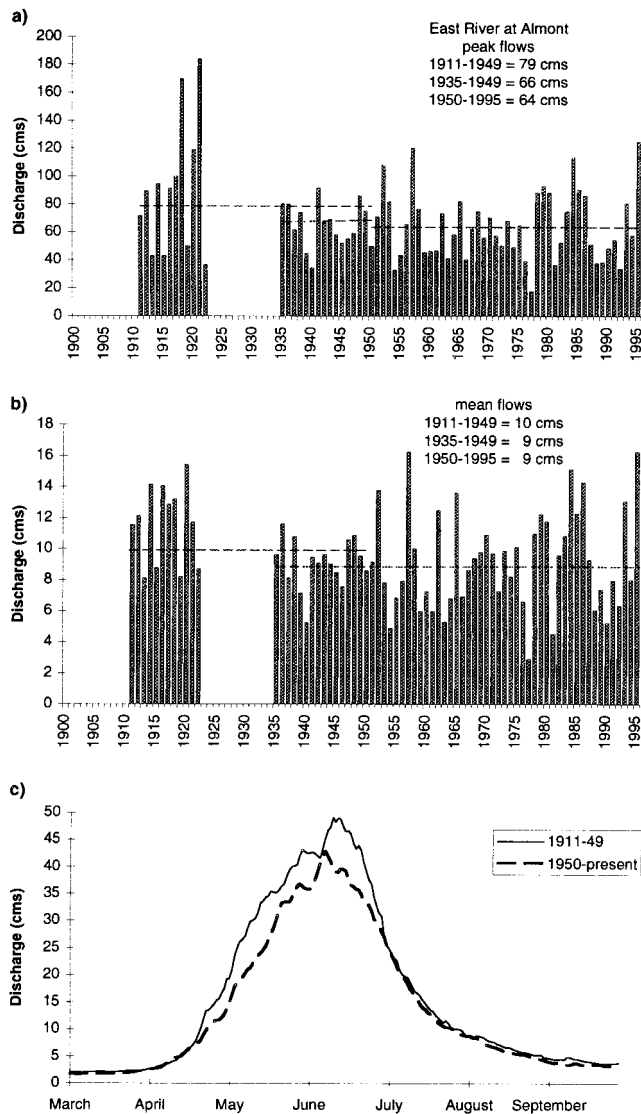 a)
East River at Almont
peak flows
1911-1949 = 79 cms
1935-1949 = 66 cms
1950-1995 = 64 cms
Discharge (cms)
200
180
160
140
120
100
80
60
40
20
0
1900 1905 1910 1915 1920 1925 1930 1935 1940 1945 1950 1955 1960 1965 1970 1975 1980 1985 1990 1995
b)
mean flows
1911-1949 = 10 cms
1935-1949 = 9 cms
1950-1995 = 9 cms
Discharge (cms)
18
16
14
12
10
8
6
4
2
0
1900 1905 1910 1915 1920 1925 1930 1935 1940 1945 1950 1955 1960 1965 1970 1975 1980 1985 1990 1995
c)
1911-49
1950-present
Discharge (cms)
50
45
40
35
30
25
20
15
10
5
0
March April May June July August September